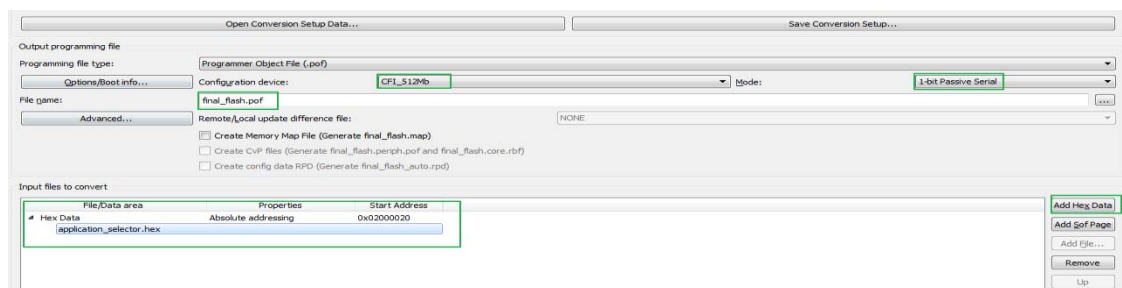 Open Conversion Setup Data... Save Conversion Setup...
Output programming file
Programming file type: Programmer Object File (.pof)
Options/Boot info... Configuration device: CFI_512Mb Mode: 1-bit Passive Serial
File name: final_flash.pof ...
Advanced... Remote/Local update difference file: NONE
Create Memory Map File (Generate final_flash.map)
Create CvP files (Generate final_flash.periph.pof and final_flash.core.rbf)
Create config data RPD (Generate final_flash_auto.rpd)
Input files to convert
File/Data area Properties Start Address Add Hex Data
Hex Data Absolute addressing 0x02000020
application_selector.hex Add Sof Page
Add File...
Remove
Up